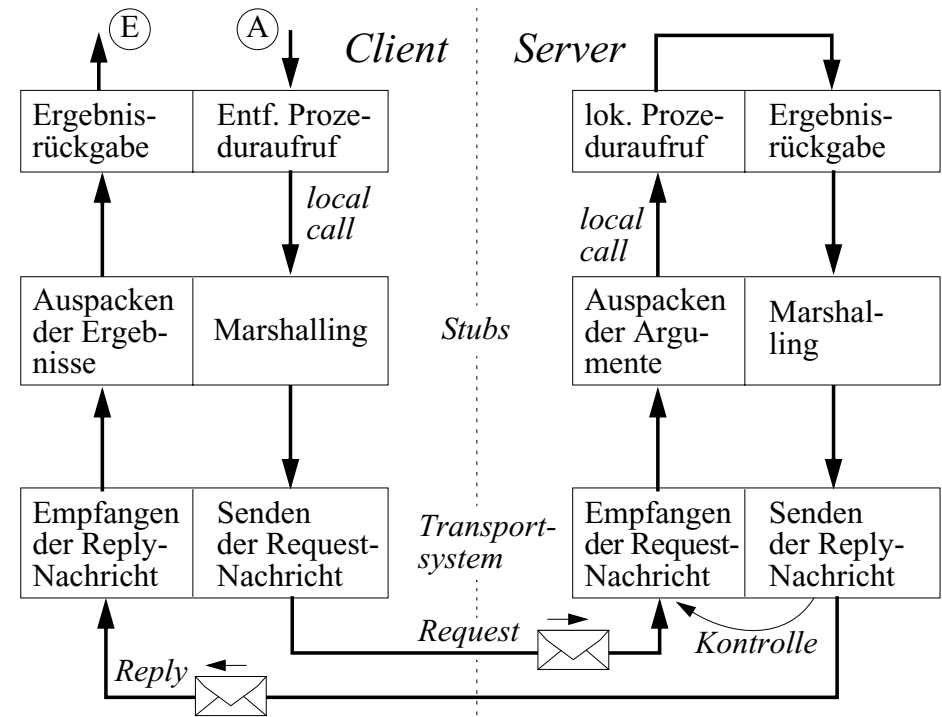 E
A
Client
Server
Ergebnis-
rückgabe
Entf. Proze-
duraufruf
lok. Proze-
duraufruf
Ergebnis-
rückgabe
local
call
local
call
Auspacken
der Ergeb-
nisse
Marshalling
Stubs
Auspacken
der Argu-
mente
Marshal-
ling
Empfangen
der Reply-
Nachricht
Senden
der Request-
Nachricht
Transport-
system
Empfangen
der Request-
Nachricht
Senden
der Reply-
Nachricht
Request
Kontrolle
Reply